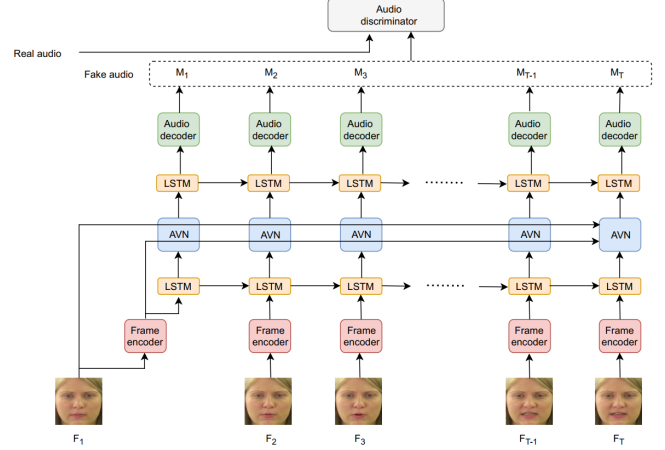 Audio
discriminator
Real audio
Fake audio
M1
M2
M3
MT-1
MT
Audio
decoder
Audio
decoder
Audio
decoder
Audio
decoder
Audio
decoder
LSTM
LSTM
LSTM
........
LSTM
LSTM
AVN
AVN
AVN
AVN
AVN
LSTM
LSTM
LSTM
........
LSTM
LSTM
Frame
encoder
Frame
encoder
Frame
encoder
Frame
encoder
Frame
encoder
F1
F2
F3
FT-1
FT